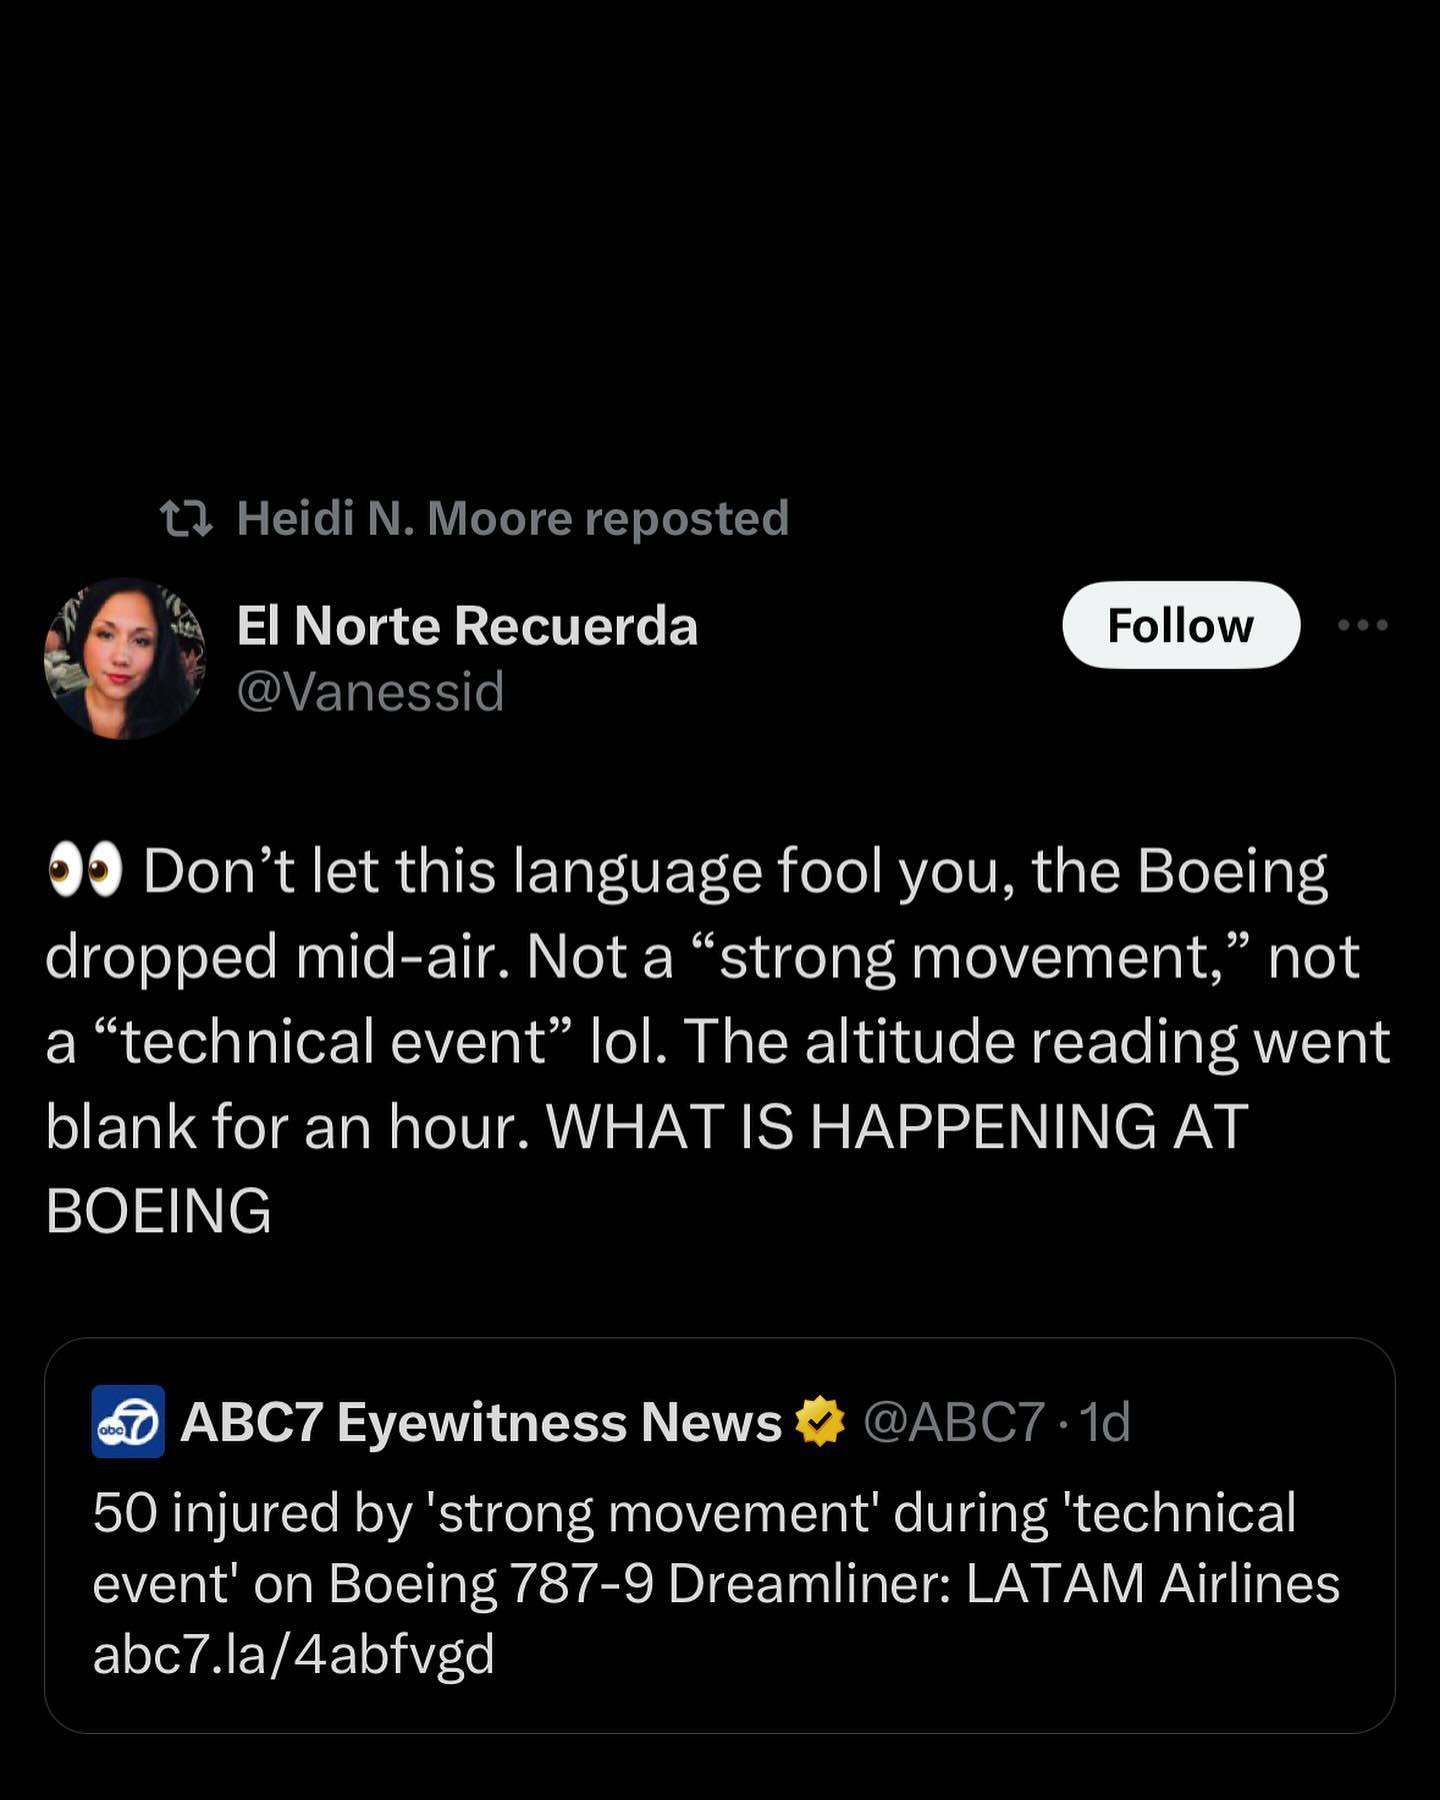 Heidi N. Moore reposted
El Norte Recuerda
Follow
@Vanessid
👀 Don’t let this language fool you, the Boeing
dropped mid-air. Not a “strong movement,” not
a “technical event” lol. The altitude reading went
blank for an hour. WHAT IS HAPPENING AT
BOEING
abc7 ABC7 Eyewitness News @ABC7 · 1d
50 injured by 'strong movement' during 'technical
event' on Boeing 787-9 Dreamliner: LATAM Airlines
abc7.la/4abfvgd